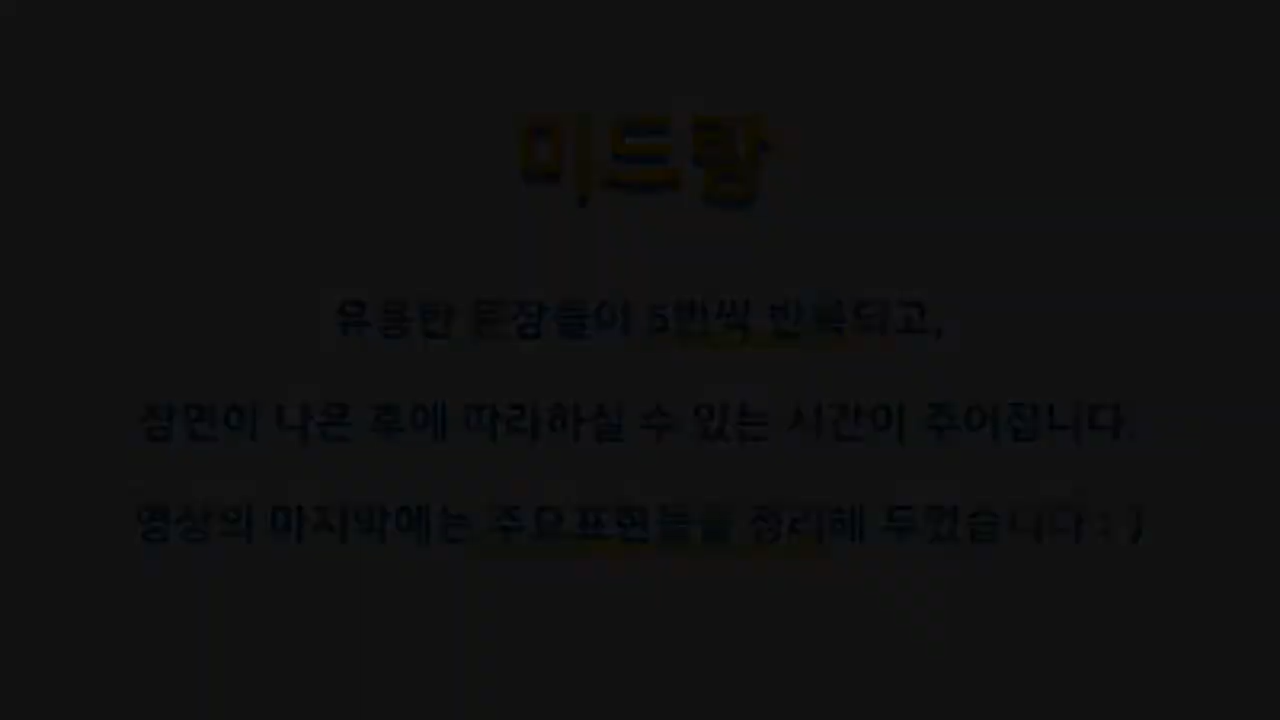 미드랑
유용한 문장들이 5번씩 반복되고,
장면이 나온 후에 따라하실 수 있는 시간이 주어집니다.
영상의 마지막에는 주요표현들을 정리해 두었습니다 : )